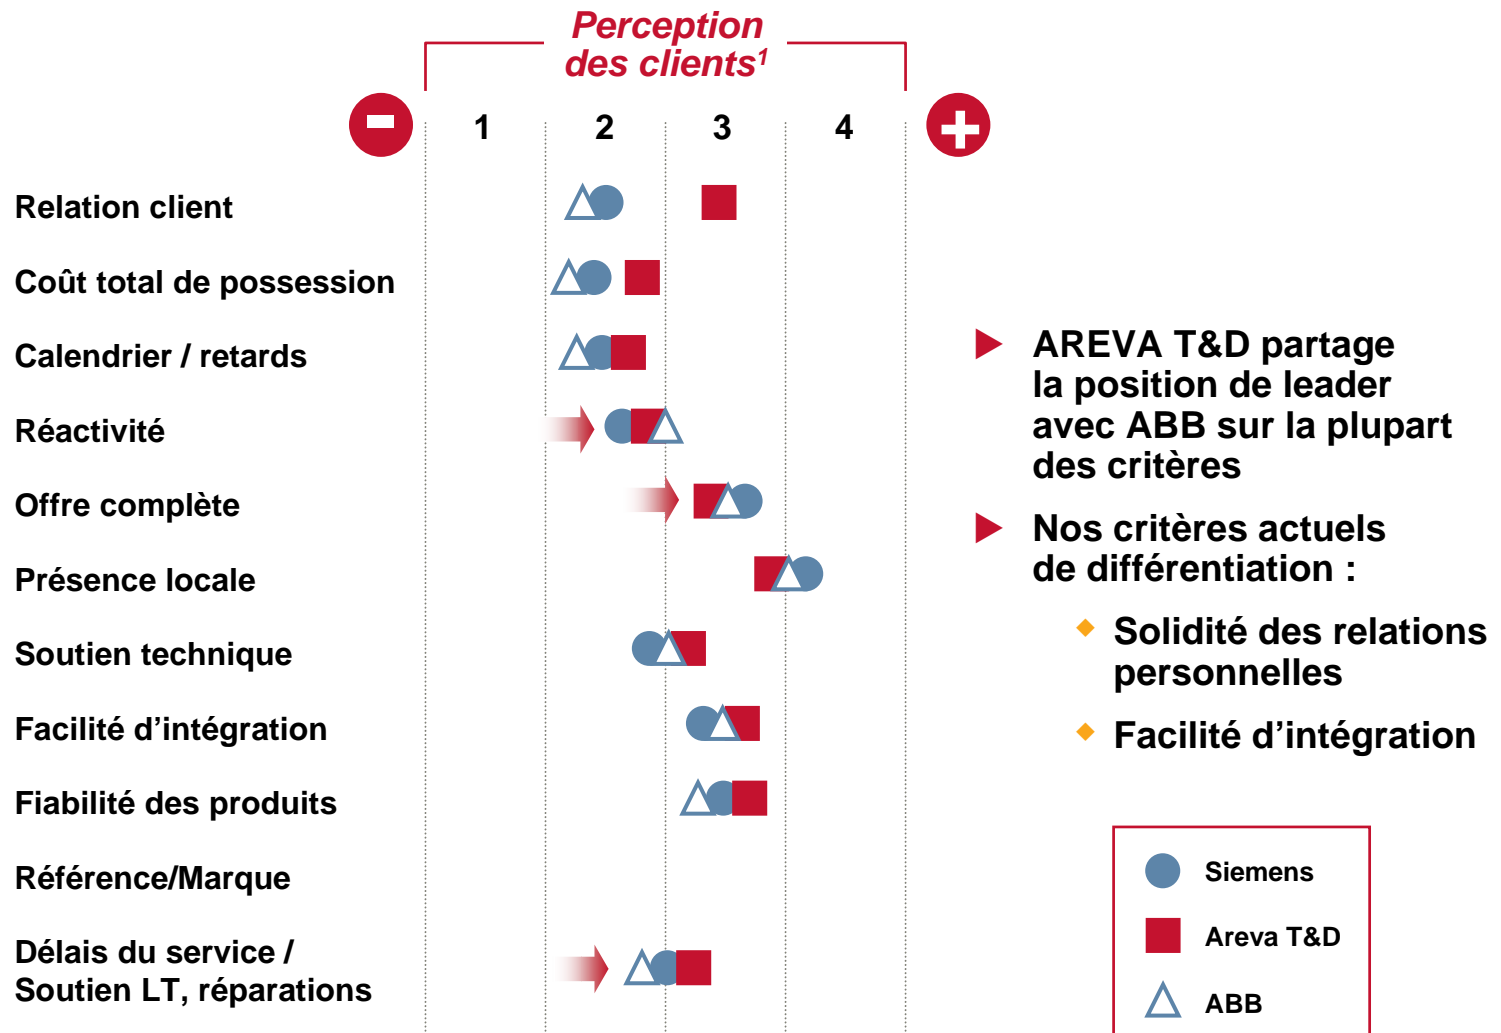 Perception
des clients1
1 2 3 4
Relation client
Coût total de possession
Calendrier / retards
Réactivité
Offre complète
Présence locale
Soutien technique
Facilité d’intégration
Fiabilité des produits
Référence/Marque
Délais du service /
Soutien LT, réparations
AREVA T&D partage
la position de leader
avec ABB sur la plupart
des critères
Nos critères actuels
de différentiation :
Solidité des relations
personnelles
Facilité d’intégration
Siemens
Areva T&D
ABB